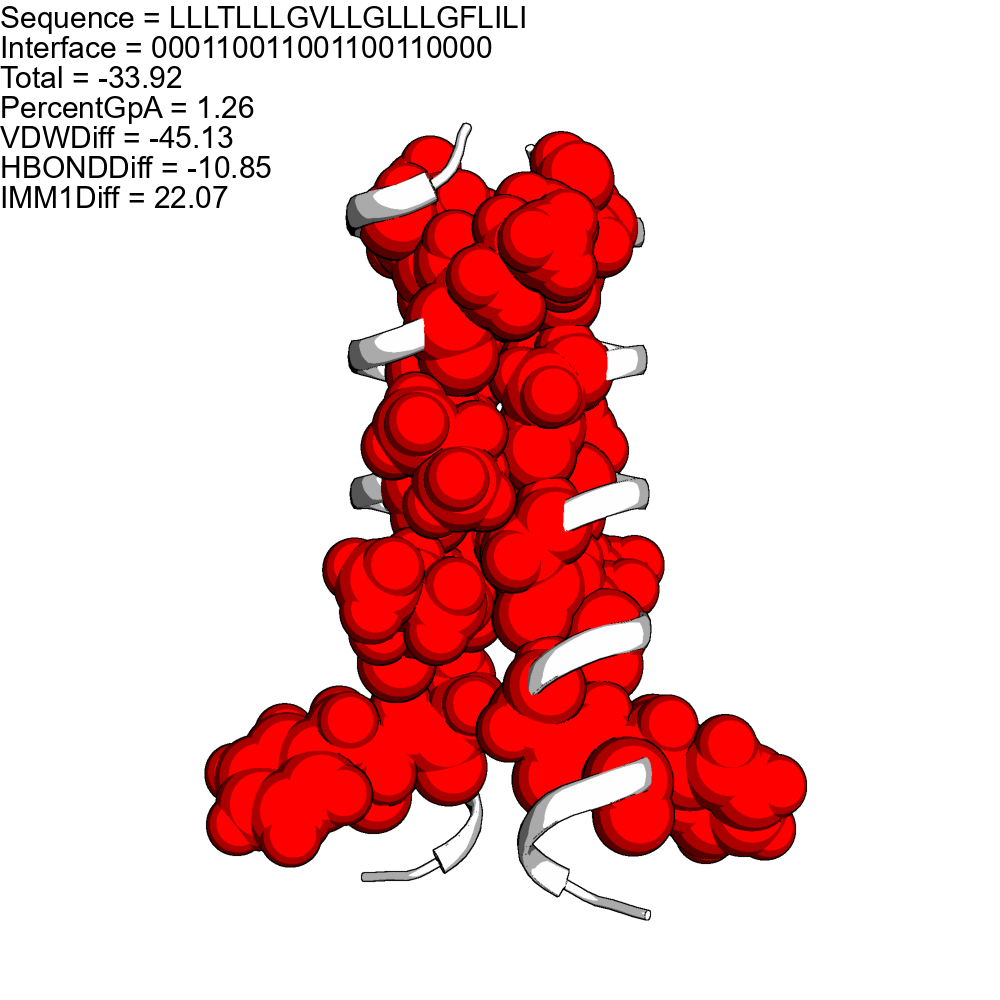 Sequence = LLLTLLLGVLLGLLLGFLILI
Interface = 000110011001100110000
Total = -33.92
PercentGpA = 1.26
VDWDiff = -45.13
HBONDDiff = -10.85
IMM1Diff = 22.07